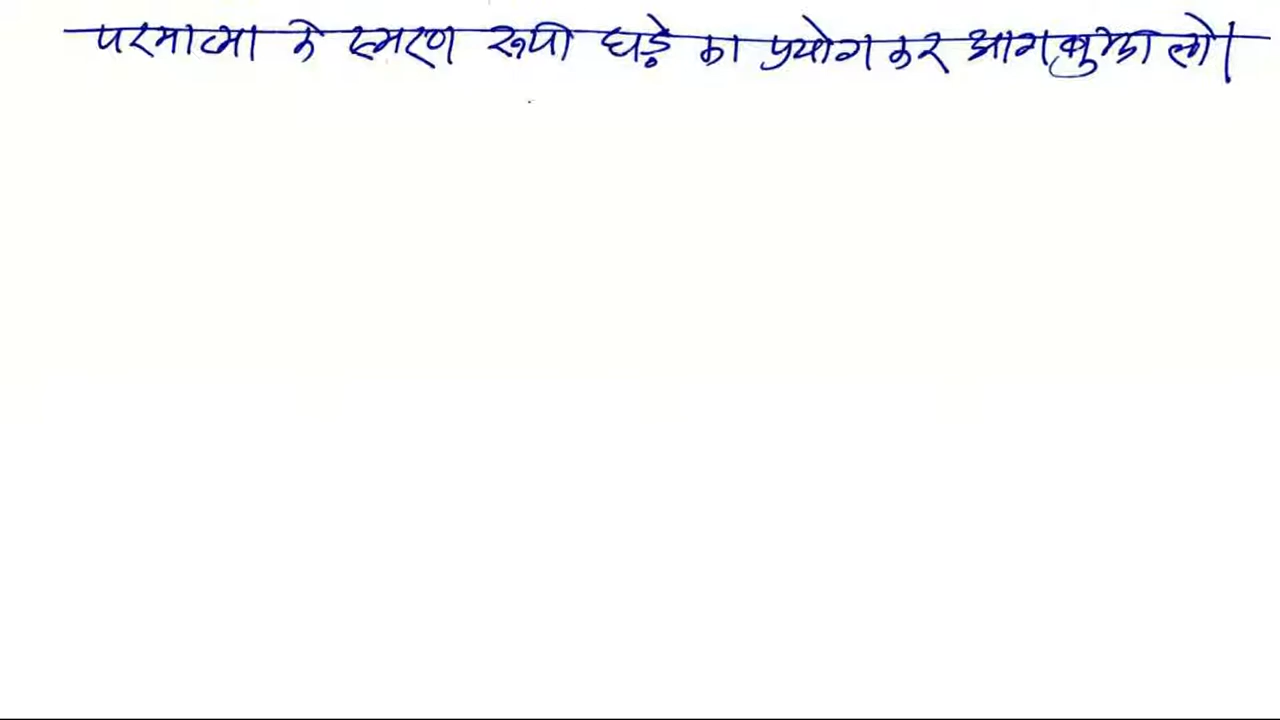 परमात्मा के स्मरण रूपी घड़े का प्रयोग कर आग बुझा लो।